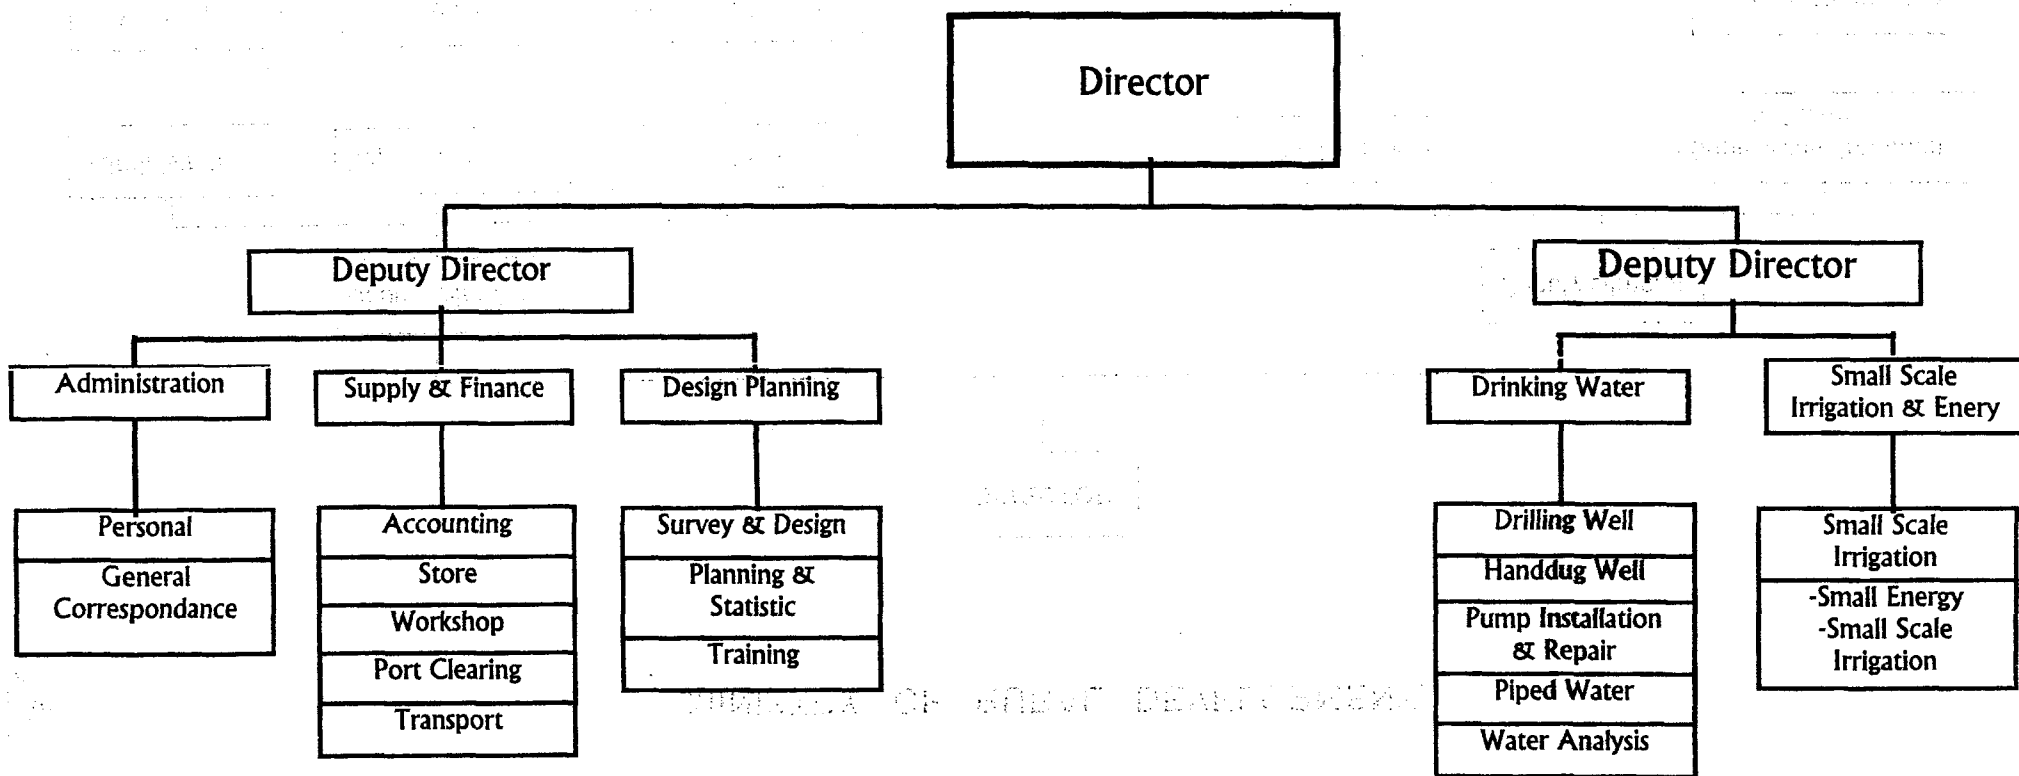 Director
Deputy Director
Deputy Director
Administration
Supply & Finance
Design Planning
Drinking Water
Small Scale
Irrigation & Enery
Personal
General
Correspondance
Accounting
Store
Workshop
Port Clearing
Transport
Survey & Design
Planning &
Statistic
Training
Drilling Well
Handdug Well
Pump Installation
& Repair
Piped Water
Water Analysis
Small Scale
Irrigation
-Small Energy
-Small Scale
Irrigation